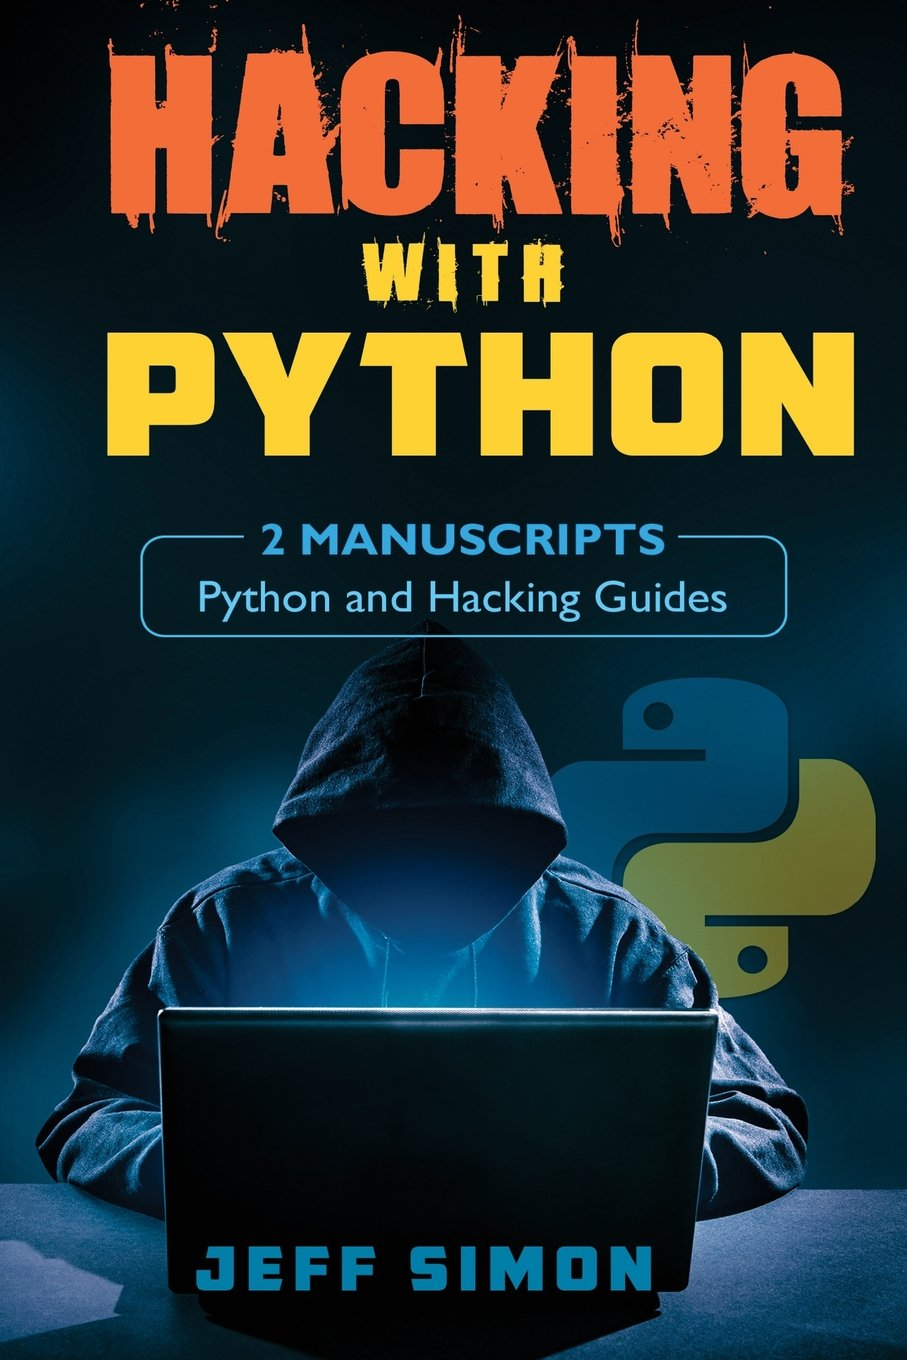 HACKING
WITH
PYTHON
2 MANUSCRIPTS
Python and Hacking Guides
JEFF SIMON